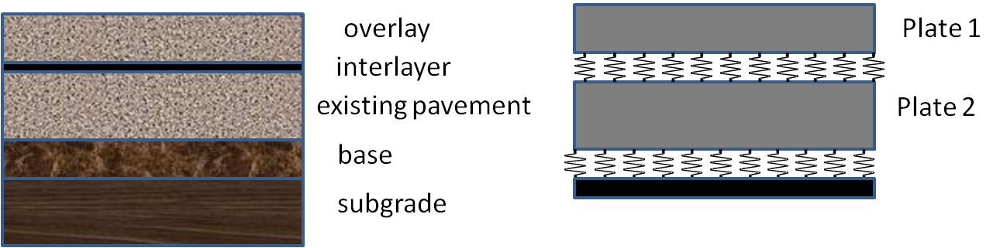 overlay
interlayer
existing pavement
base
subgrade
Plate 1
Plate 2